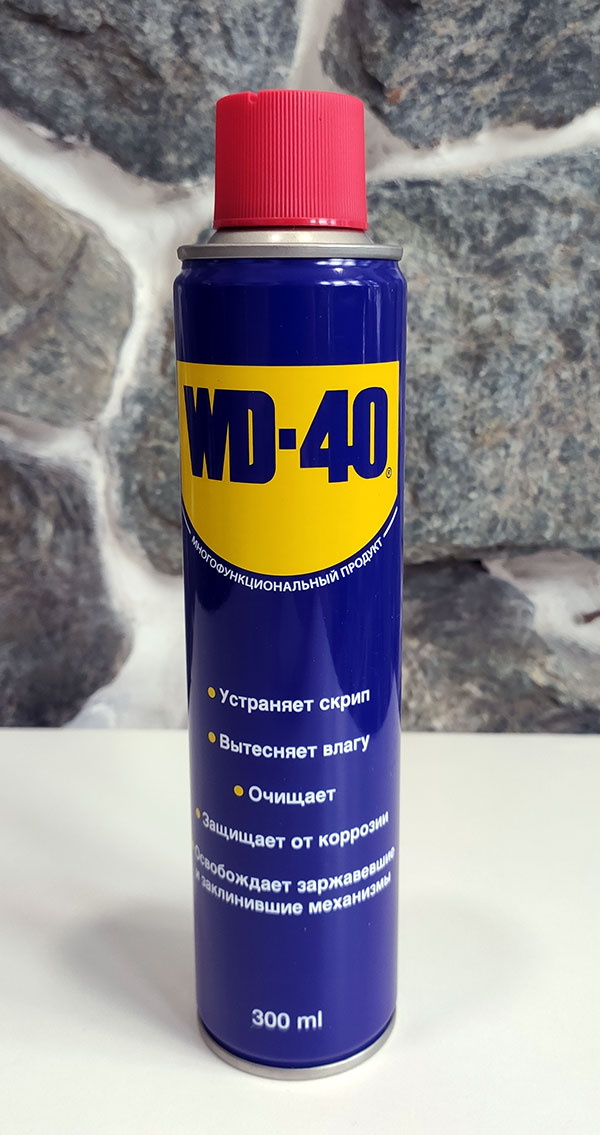 WD-40®
МНОГОФУНКЦИОНАЛЬНЫЙ ПРОДУКТ
• Устраняет скрип
• Вытесняет влагу
• Очищает
• Защищает от коррозии
Освобождает заржавевшие
и заклинившие механизмы
300 ml